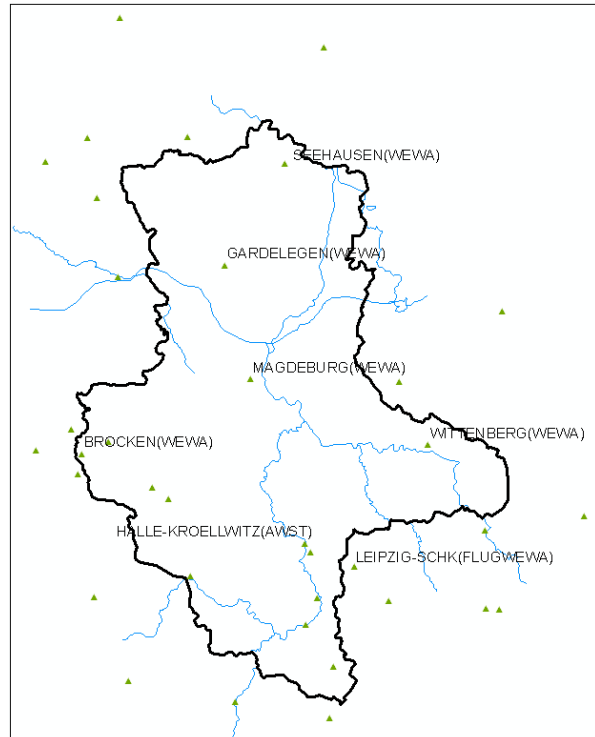 SEEHAUSEN(WEWA)
GARDELEGEN(WEWA)
MAGDEBURG(WEWA)
BROCKEN(WEWA)
WITTENBERG(WEWA)
HALLE-KROELLWITZ(AWST)
LEIPZIG-SCHK(FLUGWEWA)